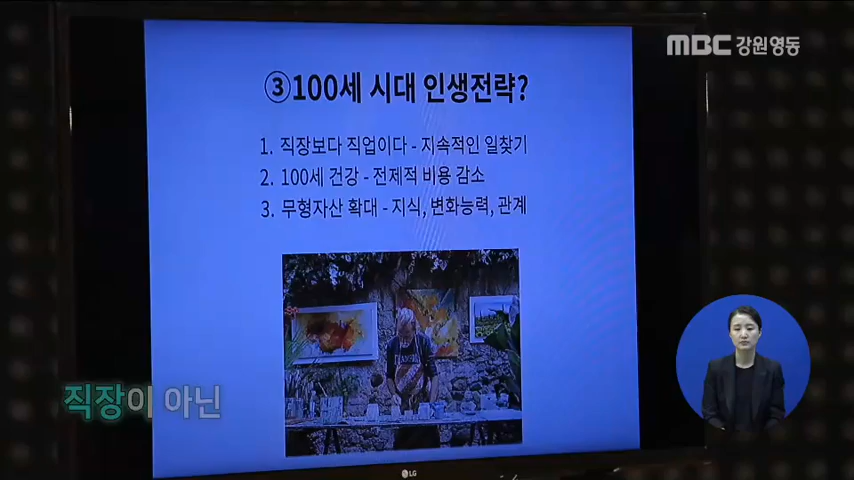 MBC 강원영동
③100세 시대 인생전략?
1. 직장보다 직업이다 - 지속적인 일찾기
2. 100세 건강 - 전제적 비용 감소
3. 무형자산 확대 - 지식, 변화능력, 관계
직장이 아닌
LG